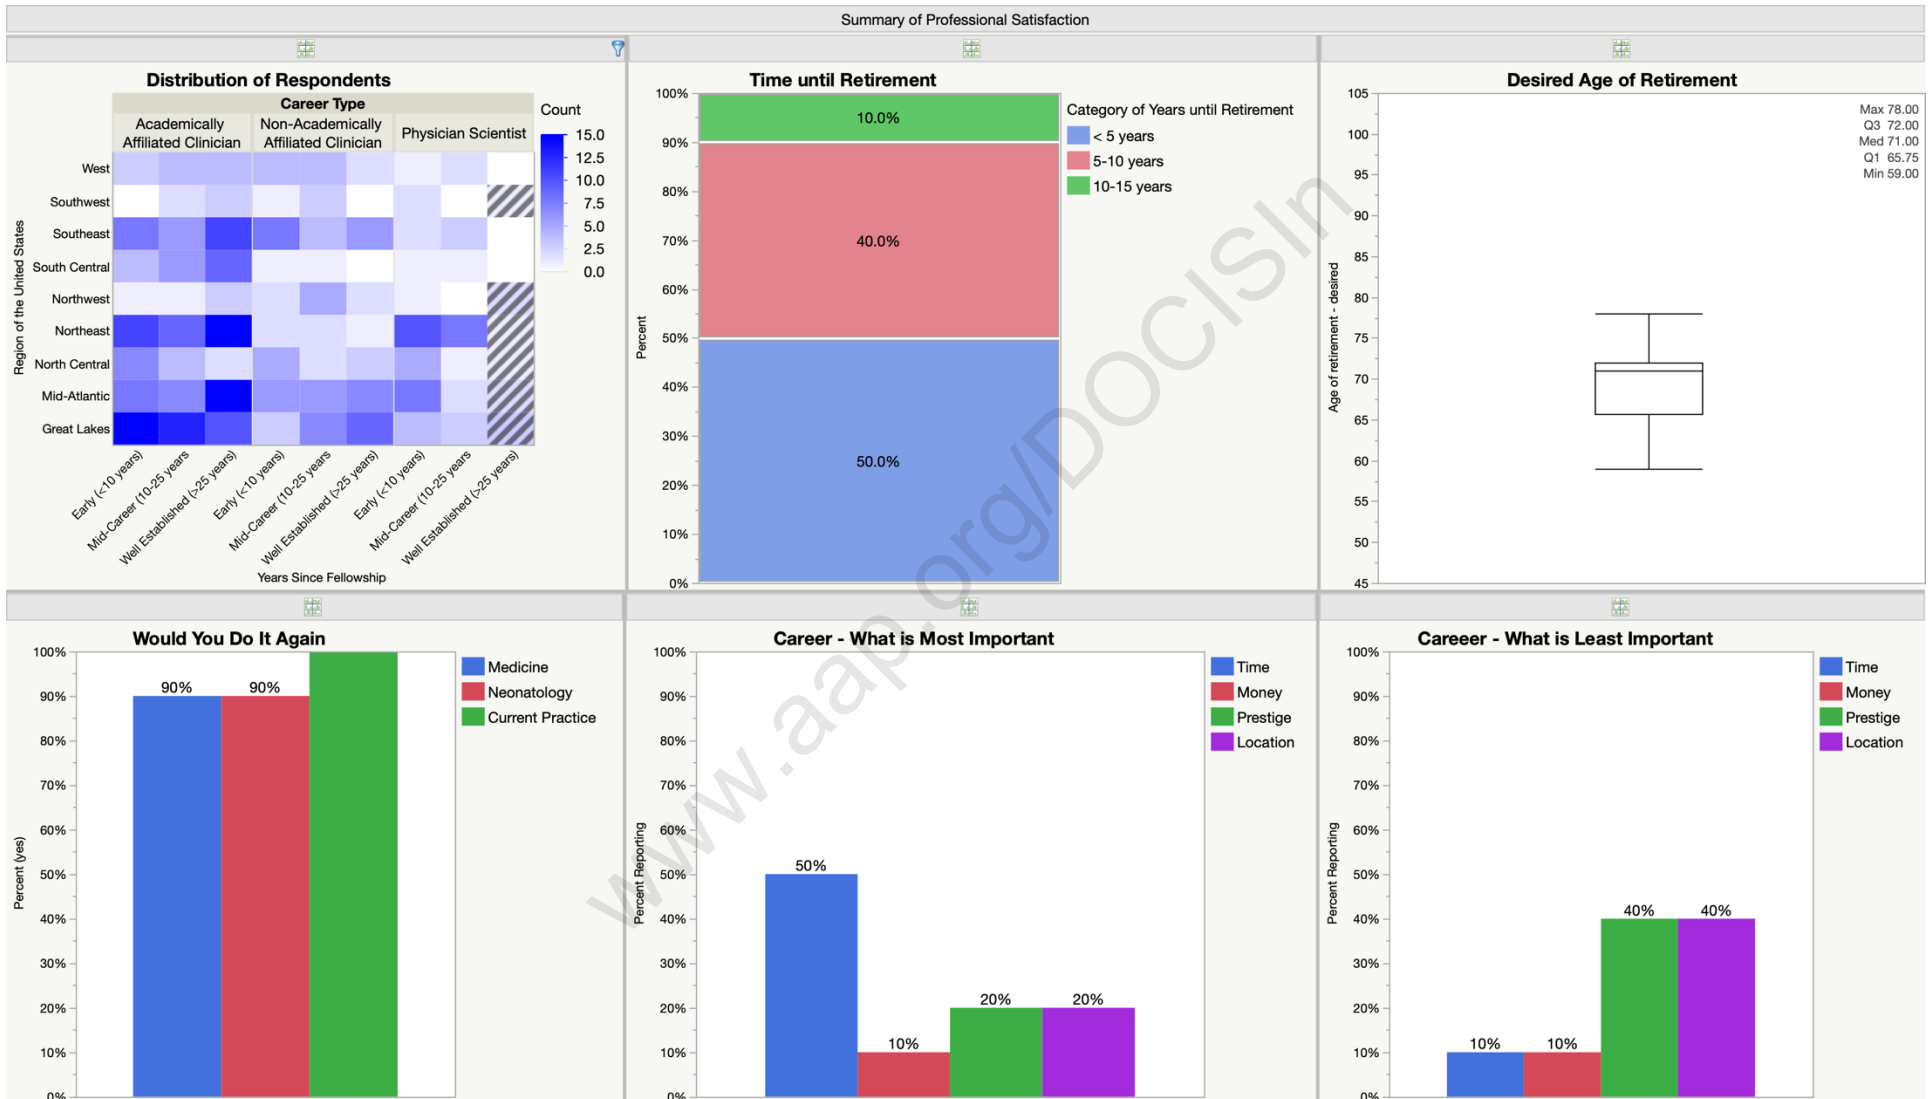 Summary of Professional Satisfaction
Distribution of Respondents
Career Type
Academically
Affiliated Clinician
Non-Academically
Affiliated Clinician
Physician Scientist
Count
15.0
12.5
10.0
7.5
5.0
2.5
0.0
Region of the United States
West
Southwest
Southeast
South Central
Northwest
Northeast
North Central
Mid-Atlantic
Great Lakes
Early (<10 years)
Mid-Career (10-25 years
Well Established (>25 years)
Early (<10 years)
Mid-Career (10-25 years
Well Established (>25 years)
Early (<10 years)
Mid-Career (10-25 years
Well Established (>25 years)
Years Since Fellowship
Time until Retirement
Percent
100%
90%
80%
70%
60%
50%
40%
30%
20%
10%
0%
10.0%
40.0%
50.0%
Category of Years until Retirement
< 5 years
5-10 years
10-15 years
Desired Age of Retirement
Age of retirement - desired
105
100
95
90
85
80
75
70
65
60
55
50
45
Max 78.00
Q3 72.00
Med 71.00
Q1 65.75
Min 59.00
Would You Do It Again
Percent (yes)
100%
90%
80%
70%
60%
50%
40%
30%
20%
10%
0%
90%
90%
Medicine
Neonatology
Current Practice
Career - What is Most Important
Percent Reporting
100%
90%
80%
70%
60%
50%
40%
30%
20%
10%
0%
50%
10%
20%
20%
Time
Money
Prestige
Location
Careeer - What is Least Important
Percent Reporting
100%
90%
80%
70%
60%
50%
40%
30%
20%
10%
0%
10%
10%
40%
40%
Time
Money
Prestige
Location
www.aap.org/DOCISIn